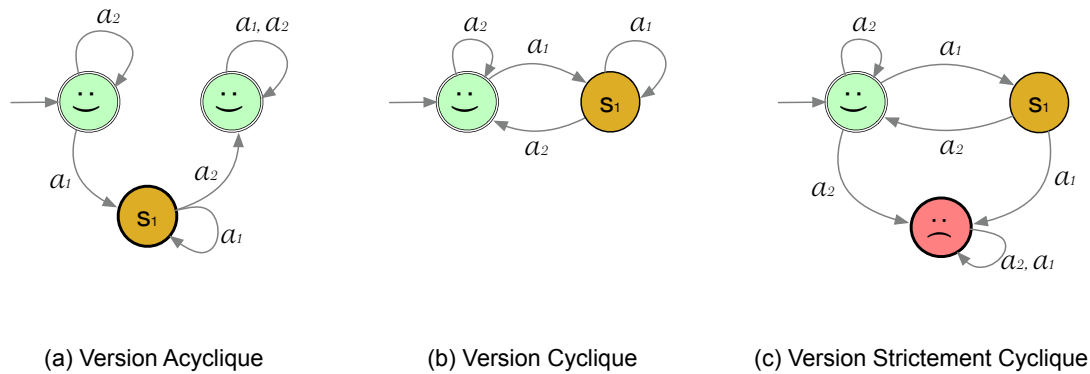 a₂ a₁, a₂ a₂ a₁ a₁ a₂ a₁
s₁ s₁
a₂ a₂
a₁ a₂ a₂ a₁
s₁ a₁
a₂, a₁
(a) Version Acyclique (b) Version Cyclique (c) Version Strictement Cyclique